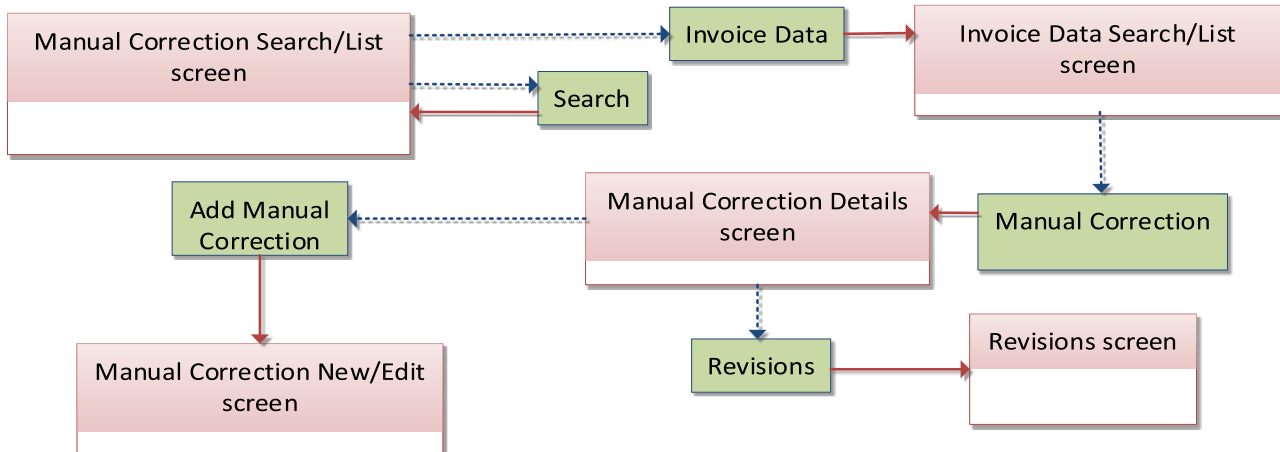 Manual Correction Search/List
screen
Invoice Data
Invoice Data Search/List
screen
Search
Add Manual
Correction
Manual Correction Details
screen
Manual Correction
Manual Correction New/Edit
screen
Revisions
Revisions screen